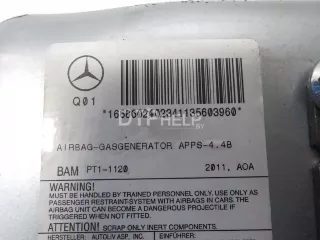 Q01
AIRBAG-GASGENERATOR APPS-4.4B
BAM PT1-1120 2011, AOA
WARNING!
MUST BE HANDLED BY TRAINED PERSONNEL ONLY. USE ONLY AS
PASSENGER RESTRAINT-SYSTEM WITH AIRBAGS IN CARS. THE
AIRBAG UNIT MAY BECOME A DANGEROUS PROJECTILE IF
TRIGGERED WHEN NOT FITTED.
ATTENTION! SCRAP ONLY INERT COMPONENTS
HERSTELLER: AUTOLIV ASP, INC. EINFÜHRER: